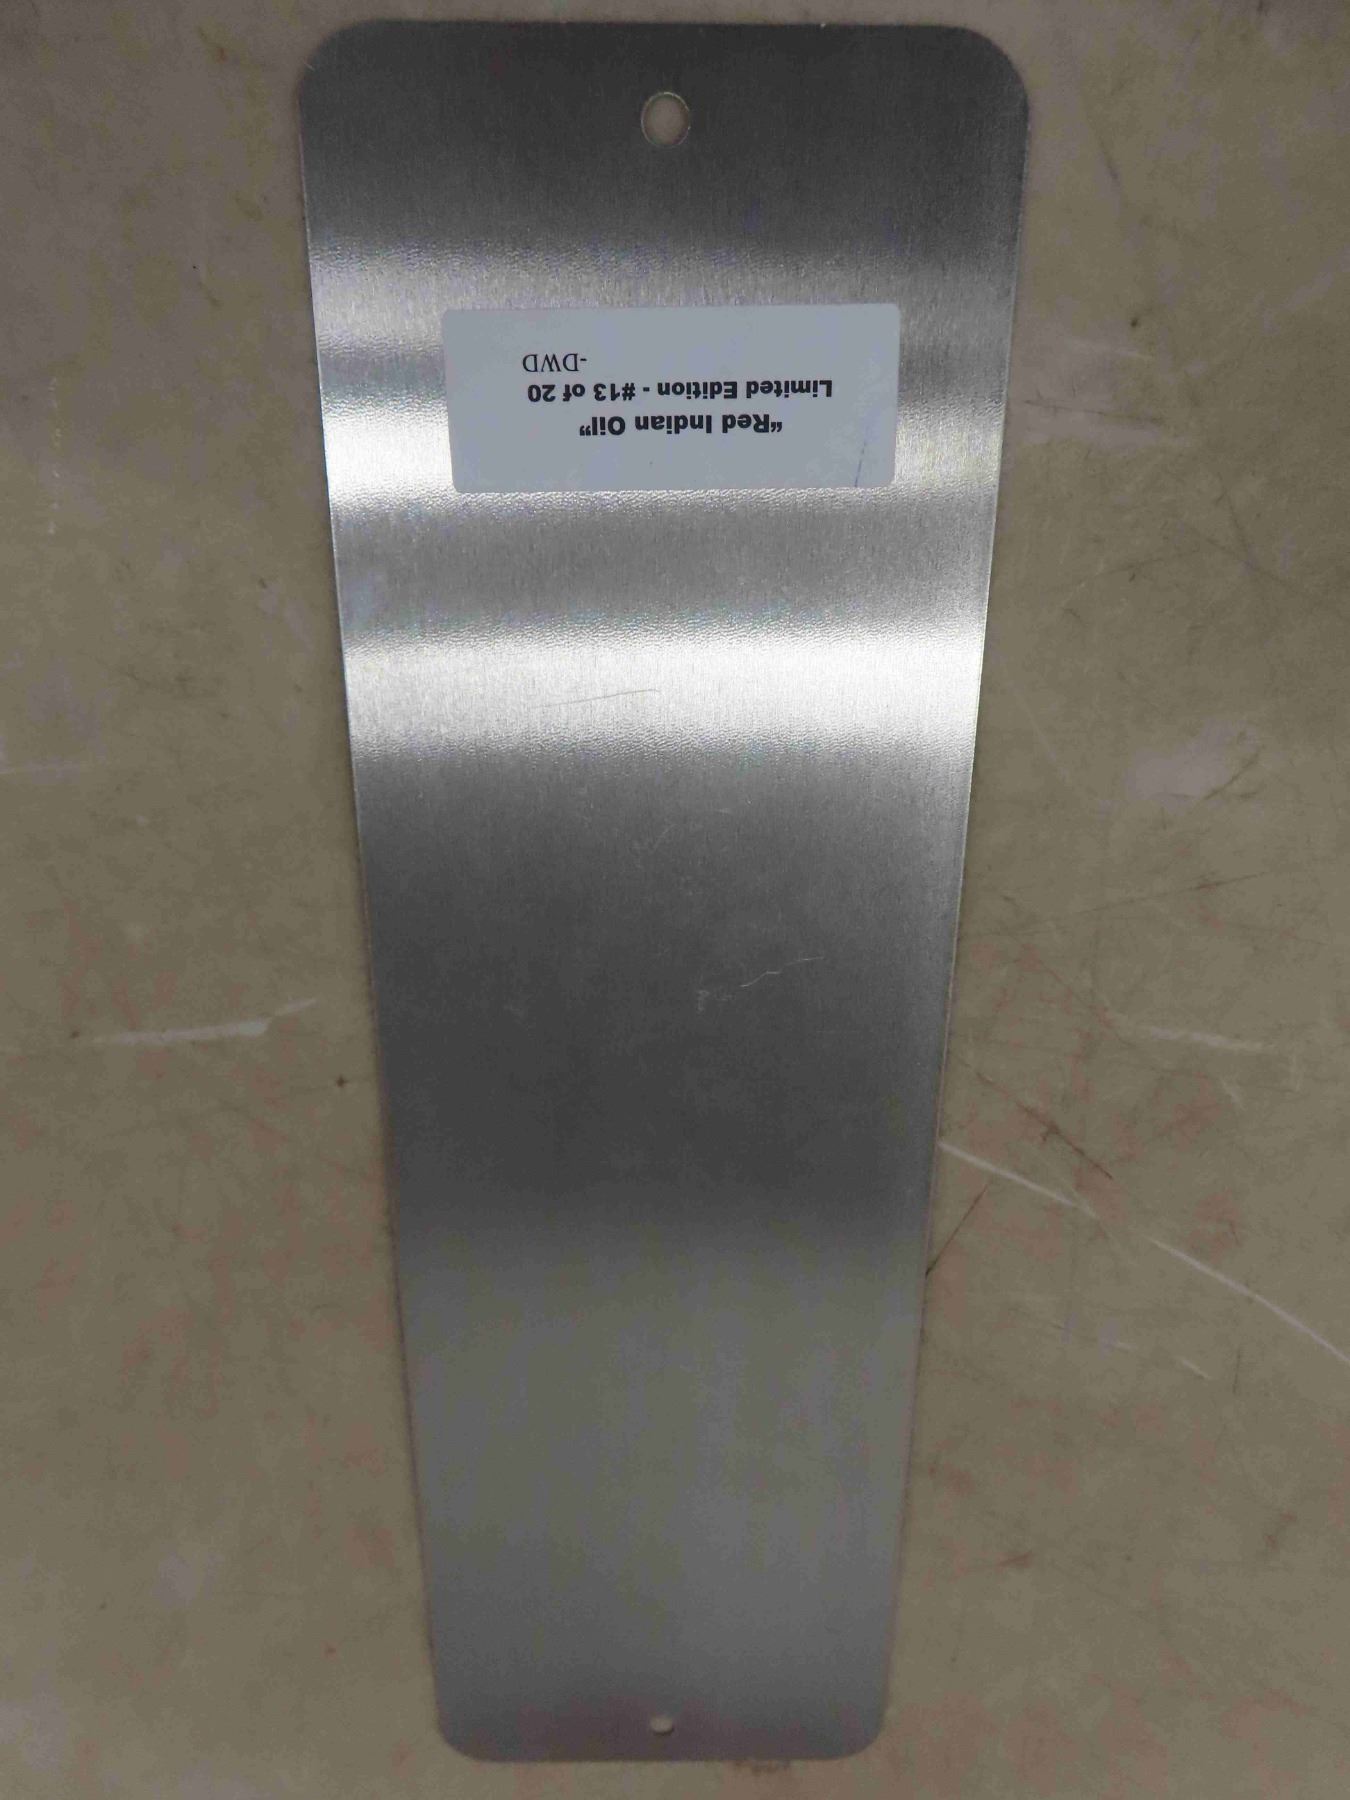 “Red Indian Oil”
Limited Edition - #13 of 20
-DWD